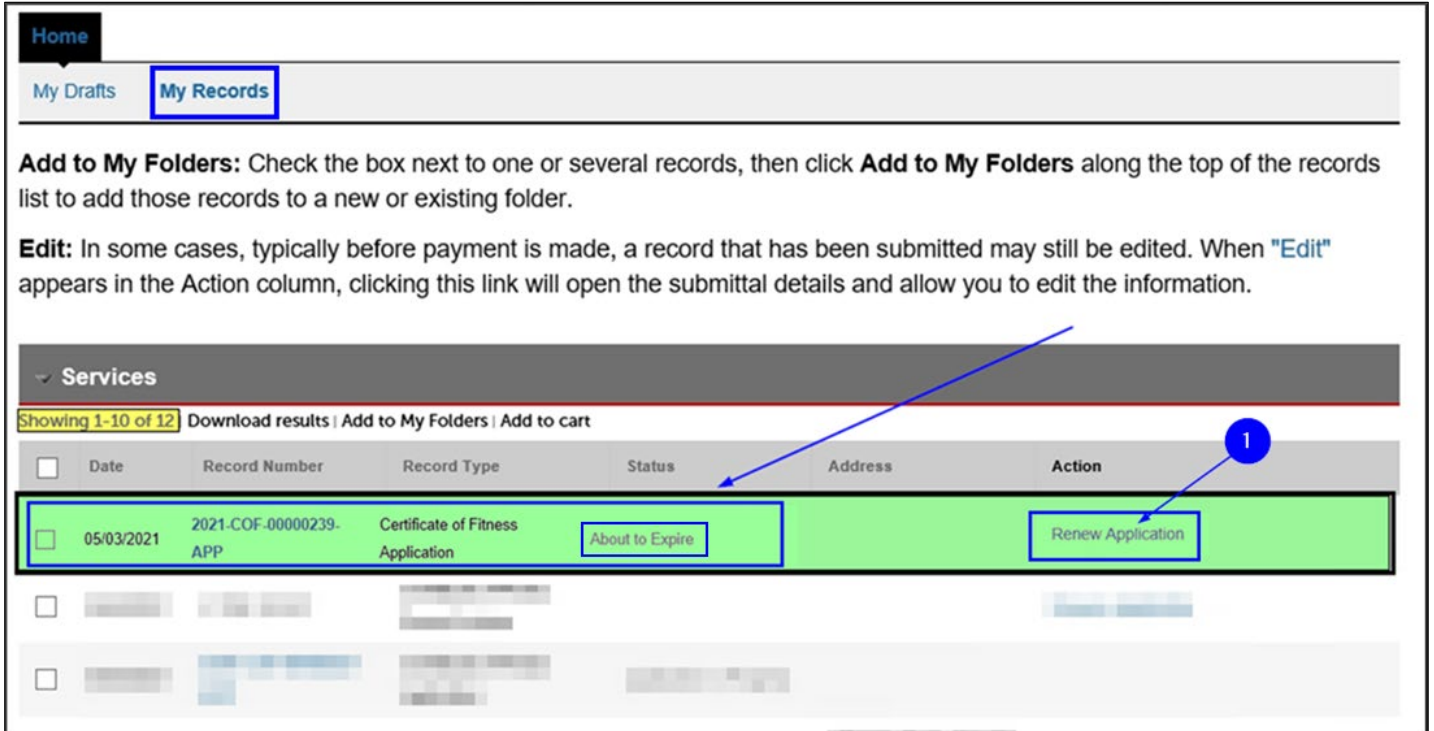 Home
My Drafts My Records
Add to My Folders: Check the box next to one or several records, then click Add to My Folders along the top of the records
list to add those records to a new or existing folder.
Edit: In some cases, typically before payment is made, a record that has been submitted may still be edited. When "Edit"
appears in the Action column, clicking this link will open the submittal details and allow you to edit the information.
Services
Showing 1-10 of 12 Download results | Add to My Folders | Add to cart
1
Date Record Number Record Type Status Address Action
05/03/2021 2021-COF-00000239- Certificate of Fitness About to Expire Renew Application
APP Application